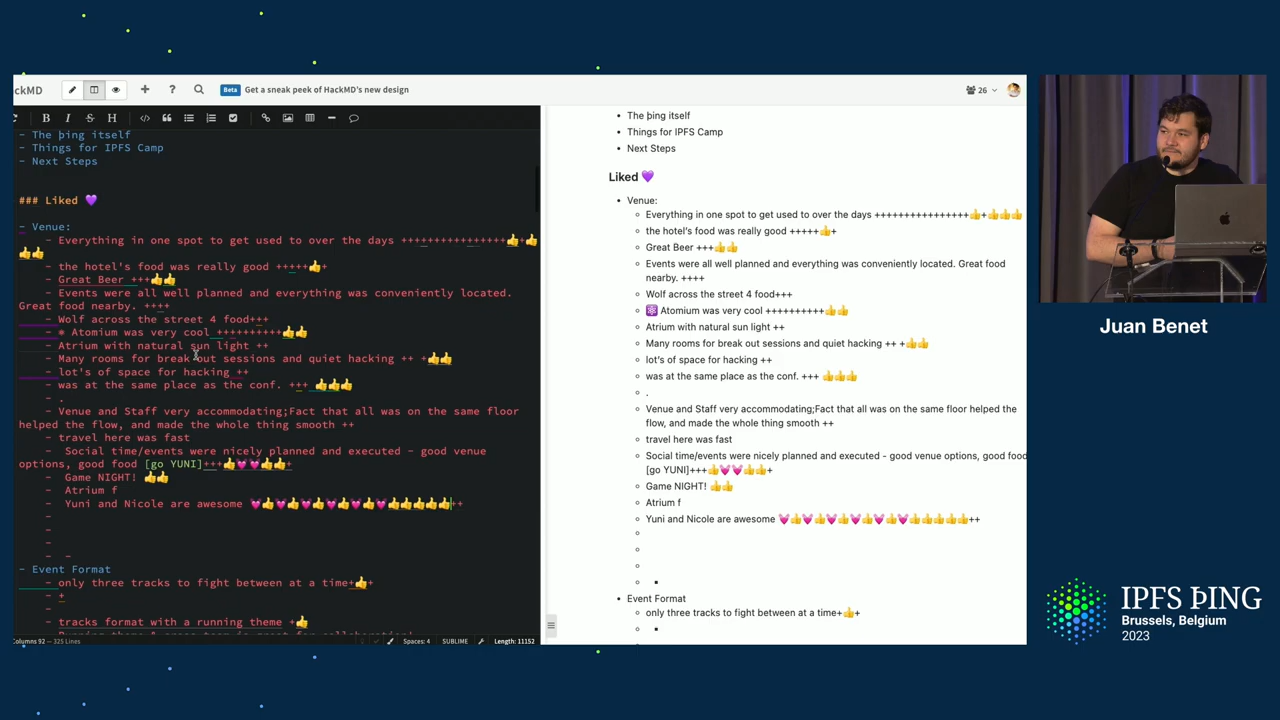 ckMD
Beta Get a sneak peek of HackMD's new design
26
B I S H
- The þing itself
- Things for IPFS Camp
- Next Steps
### Liked 💜
- Venue:
- Everything in one spot to get used to over the days ++++++++++++++++👍+👍
👍👍
- the hotel's food was really good +++++👍+
- Great Beer +++👍👍
- Events were all well planned and everything was conveniently located.
Great food nearby. ++++
- Wolf across the street 4 food+++
- ⚛ Atomium was very cool ++++++++++👍👍
- Atrium with natural sun light ++
- Many rooms for break out sessions and quiet hacking ++ +👍👍
- lot's of space for hacking ++
- was at the same place as the conf. +++ 👍👍👍
- .
- Venue and Staff very accommodating;Fact that all was on the same floor
helped the flow, and made the whole thing smooth ++
- travel here was fast
- Social time/events were nicely planned and executed - good venue
options, good food [go YUNI]+++👍💓💓👍👍+
- Game NIGHT! 👍👍
- Atrium f
- Yuni and Nicole are awesome 💓👍💓👍💓👍💓👍💓👍💓👍👍👍👍👍++
-
-
-
- -
- Event Format
- only three tracks to fight between at a time+👍+
- +
-
- tracks format with a running theme +👍
Columns 92 — 325 Lines
Spaces: 4
SUBLIME
Length: 11152
• The þing itself
• Things for IPFS Camp
• Next Steps
Liked 💜
• Venue:
◦ Everything in one spot to get used to over the days ++++++++++++++++👍+👍👍👍
◦ the hotel's food was really good +++++👍+
◦ Great Beer +++👍👍
◦ Events were all well planned and everything was conveniently located. Great food
nearby. ++++
◦ Wolf across the street 4 food+++
◦ ⚛️ Atomium was very cool ++++++++++👍👍
◦ Atrium with natural sun light ++
◦ Many rooms for break out sessions and quiet hacking ++ +👍👍
◦ lot's of space for hacking ++
◦ was at the same place as the conf. +++ 👍👍👍
◦ .
◦ Venue and Staff very accommodating;Fact that all was on the same floor helped the
flow, and made the whole thing smooth ++
◦ travel here was fast
◦ Social time/events were nicely planned and executed - good venue options, good food
[go YUNI]+++👍💓💓👍👍+
◦ Game NIGHT! 👍👍
◦ Atrium f
◦ Yuni and Nicole are awesome 💓👍💓👍💓👍💓👍💓👍💓👍👍👍👍👍++
• Event Format
◦ only three tracks to fight between at a time+👍+
Juan Benet
IPFS ÞING
Brussels, Belgium
2023